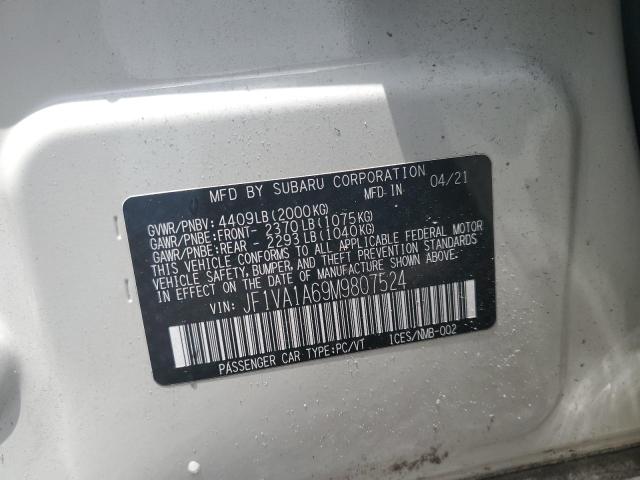 MFD BY SUBARU CORPORATION
MFD IN 04/21
GVWR/PNBV: 4409LB(2000KG)
GAWR/PNBE:FRONT- 2370LB(1075KG)
GAWR/PNBE:REAR - 2293LB(1040KG)
THIS VEHICLE CONFORMS TO ALL APPLICABLE FEDERAL MOTOR
VEHICLE SAFETY, BUMPER, AND THEFT PREVENTION STANDARDS
IN EFFECT ON THE DATE OF MANUFACTURE SHOWN ABOVE.
VIN: JF1VA1A69M9807524
PASSENGER CAR TYPE:PC/VT ICES/NMB-002